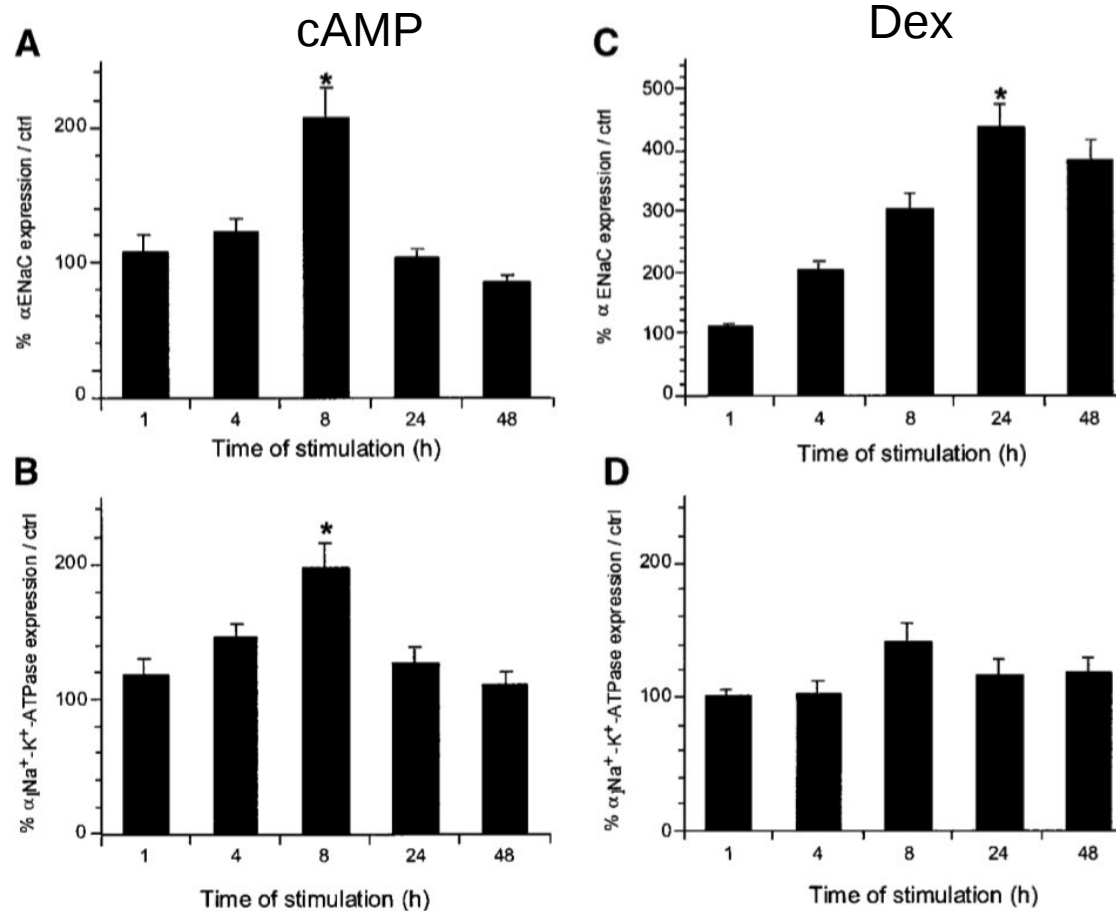 A
cAMP
% αENaC expression / ctrl
*
200
100
0
1 4 8 24 48
Time of stimulation (h)
C
Dex
% α ENaC expression / ctrl
*
500
400
300
200
100
0
1 4 8 24 48
Time of stimulation (h)
B
% α₁Na⁺-K⁺-ATPase expression / ctrl
*
200
100
0
1 4 8 24 48
Time of stimulation (h)
D
% α₁Na⁺-K⁺-ATPase expression / ctrl
200
100
0
1 4 8 24 48
Time of stimulation (h)